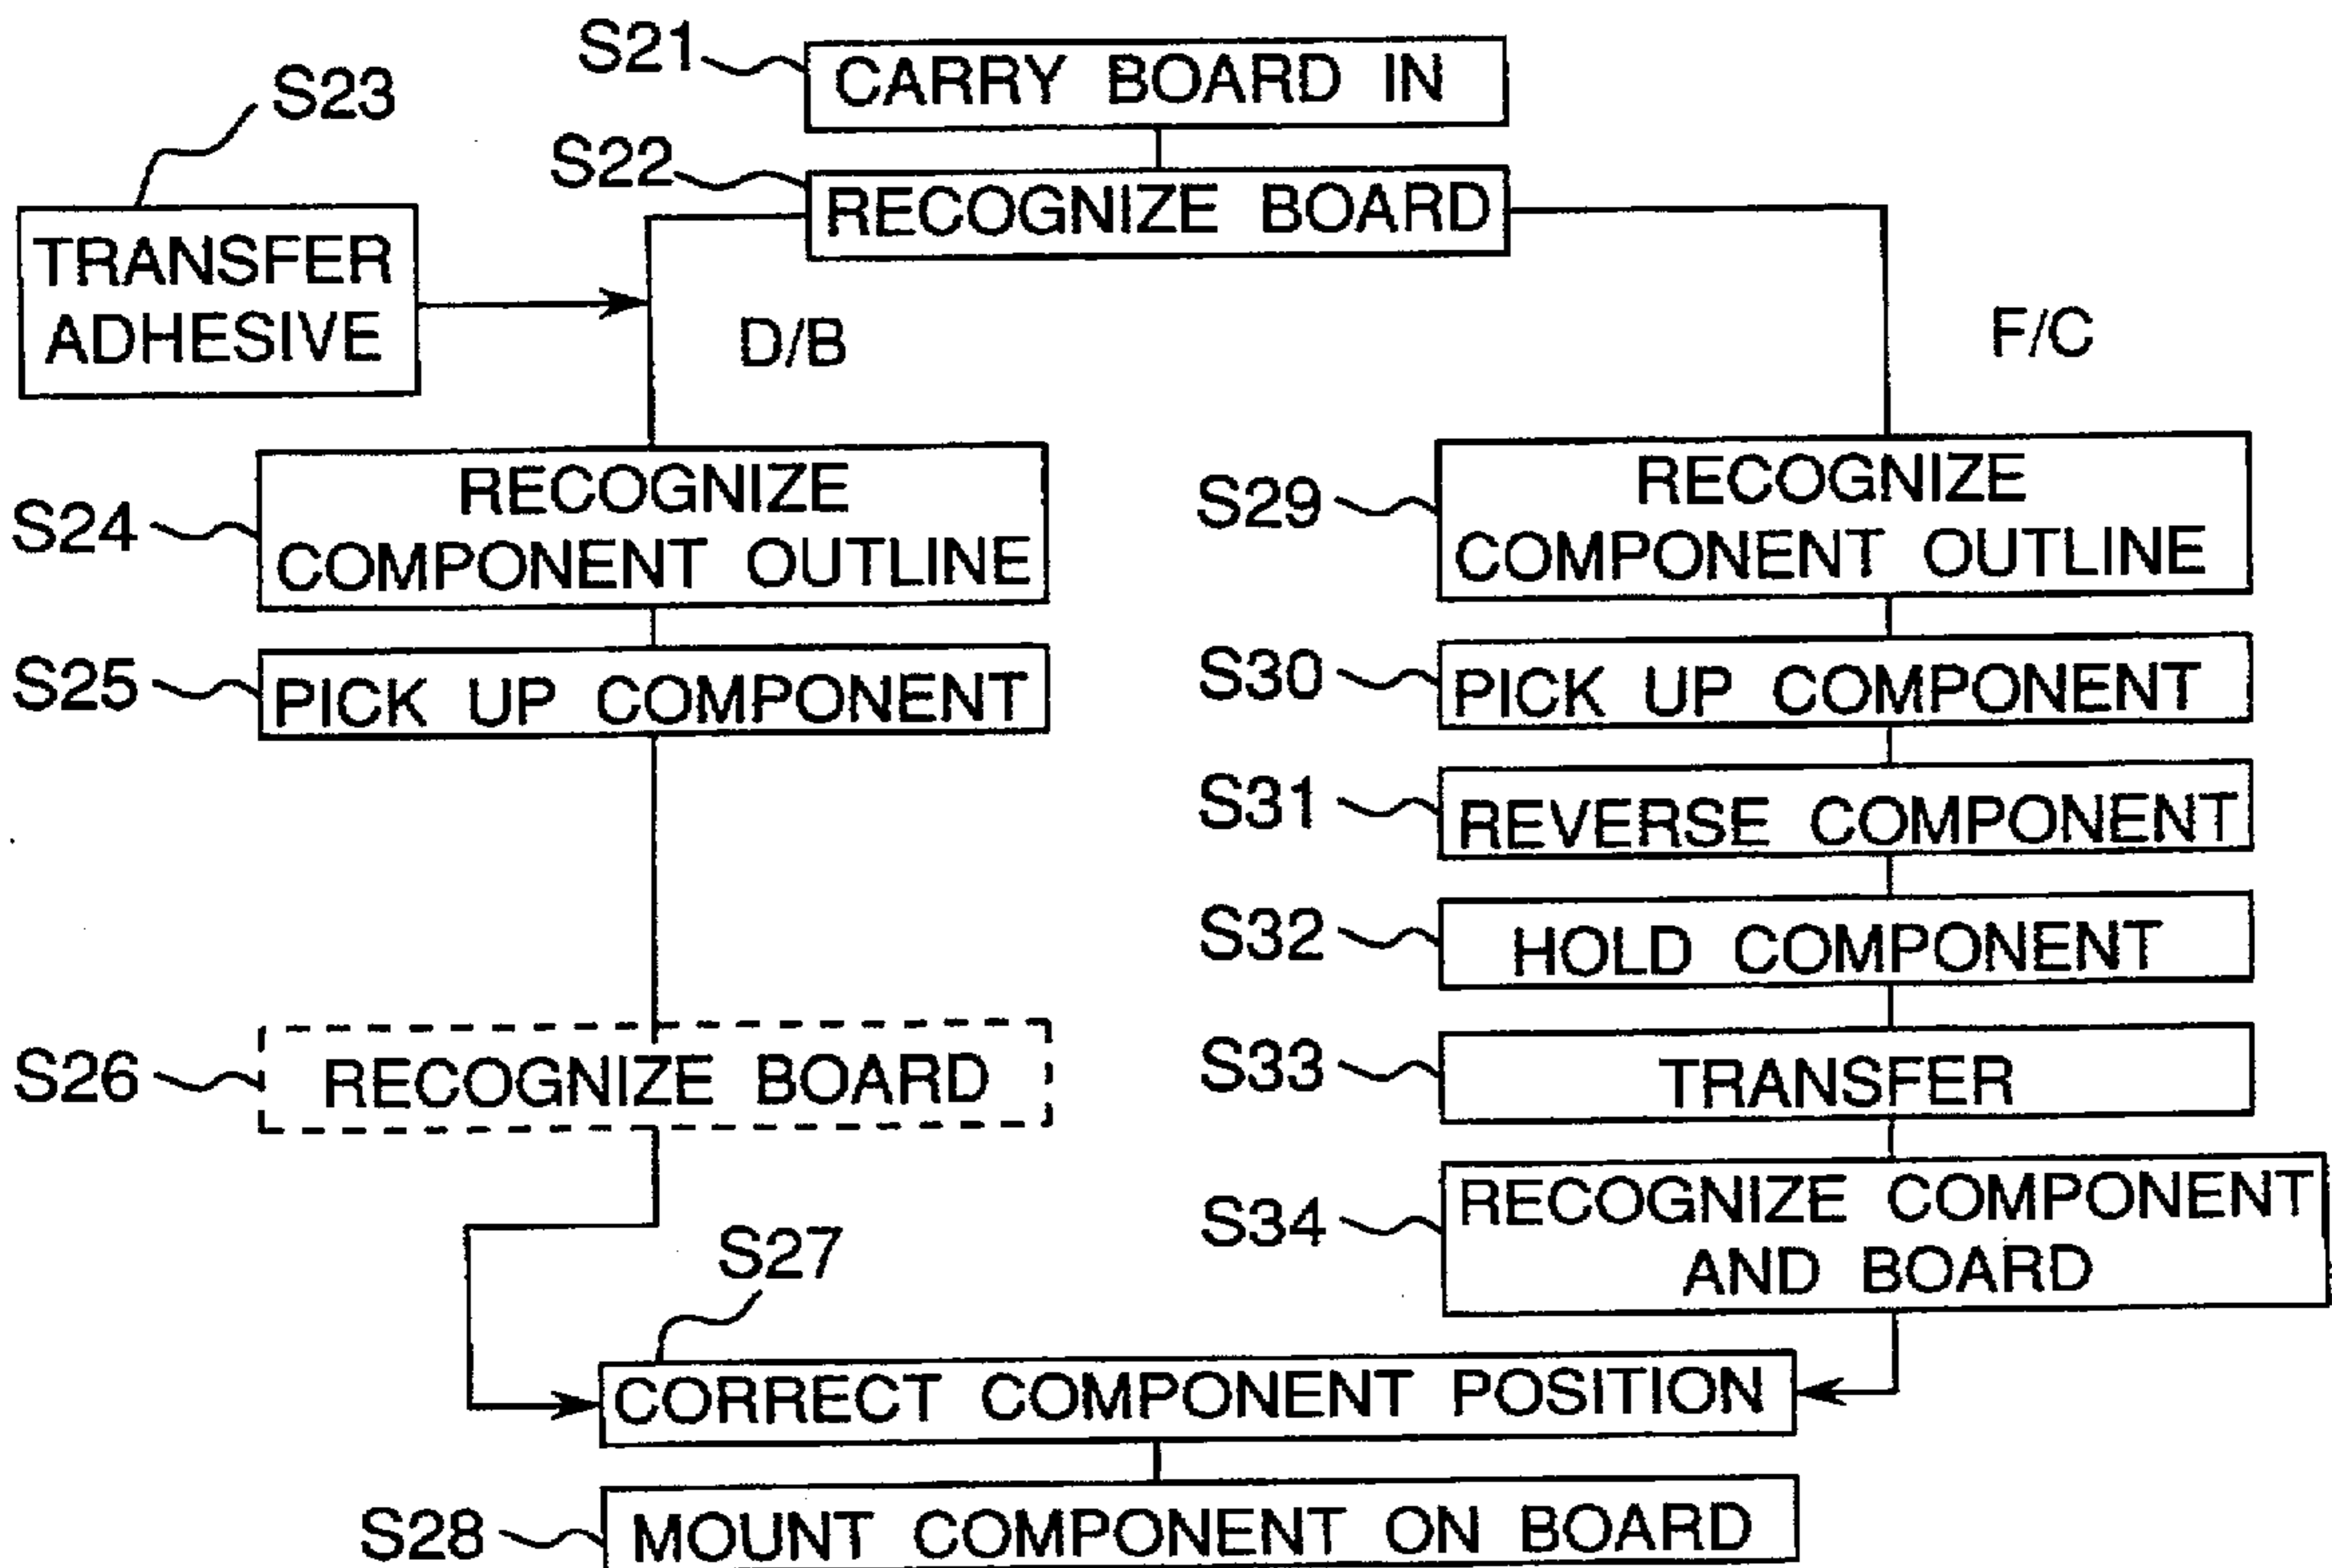 S21
CARRY BOARD IN
S22
RECOGNIZE BOARD
S23
TRANSFER
ADHESIVE
D/B
F/C
S24
RECOGNIZE
COMPONENT OUTLINE
S25
PICK UP COMPONENT
S26
RECOGNIZE BOARD
S29
RECOGNIZE
COMPONENT OUTLINE
S30
PICK UP COMPONENT
S31
REVERSE COMPONENT
S32
HOLD COMPONENT
S33
TRANSFER
S34
RECOGNIZE COMPONENT
AND BOARD
S27
CORRECT COMPONENT POSITION
S28
MOUNT COMPONENT ON BOARD